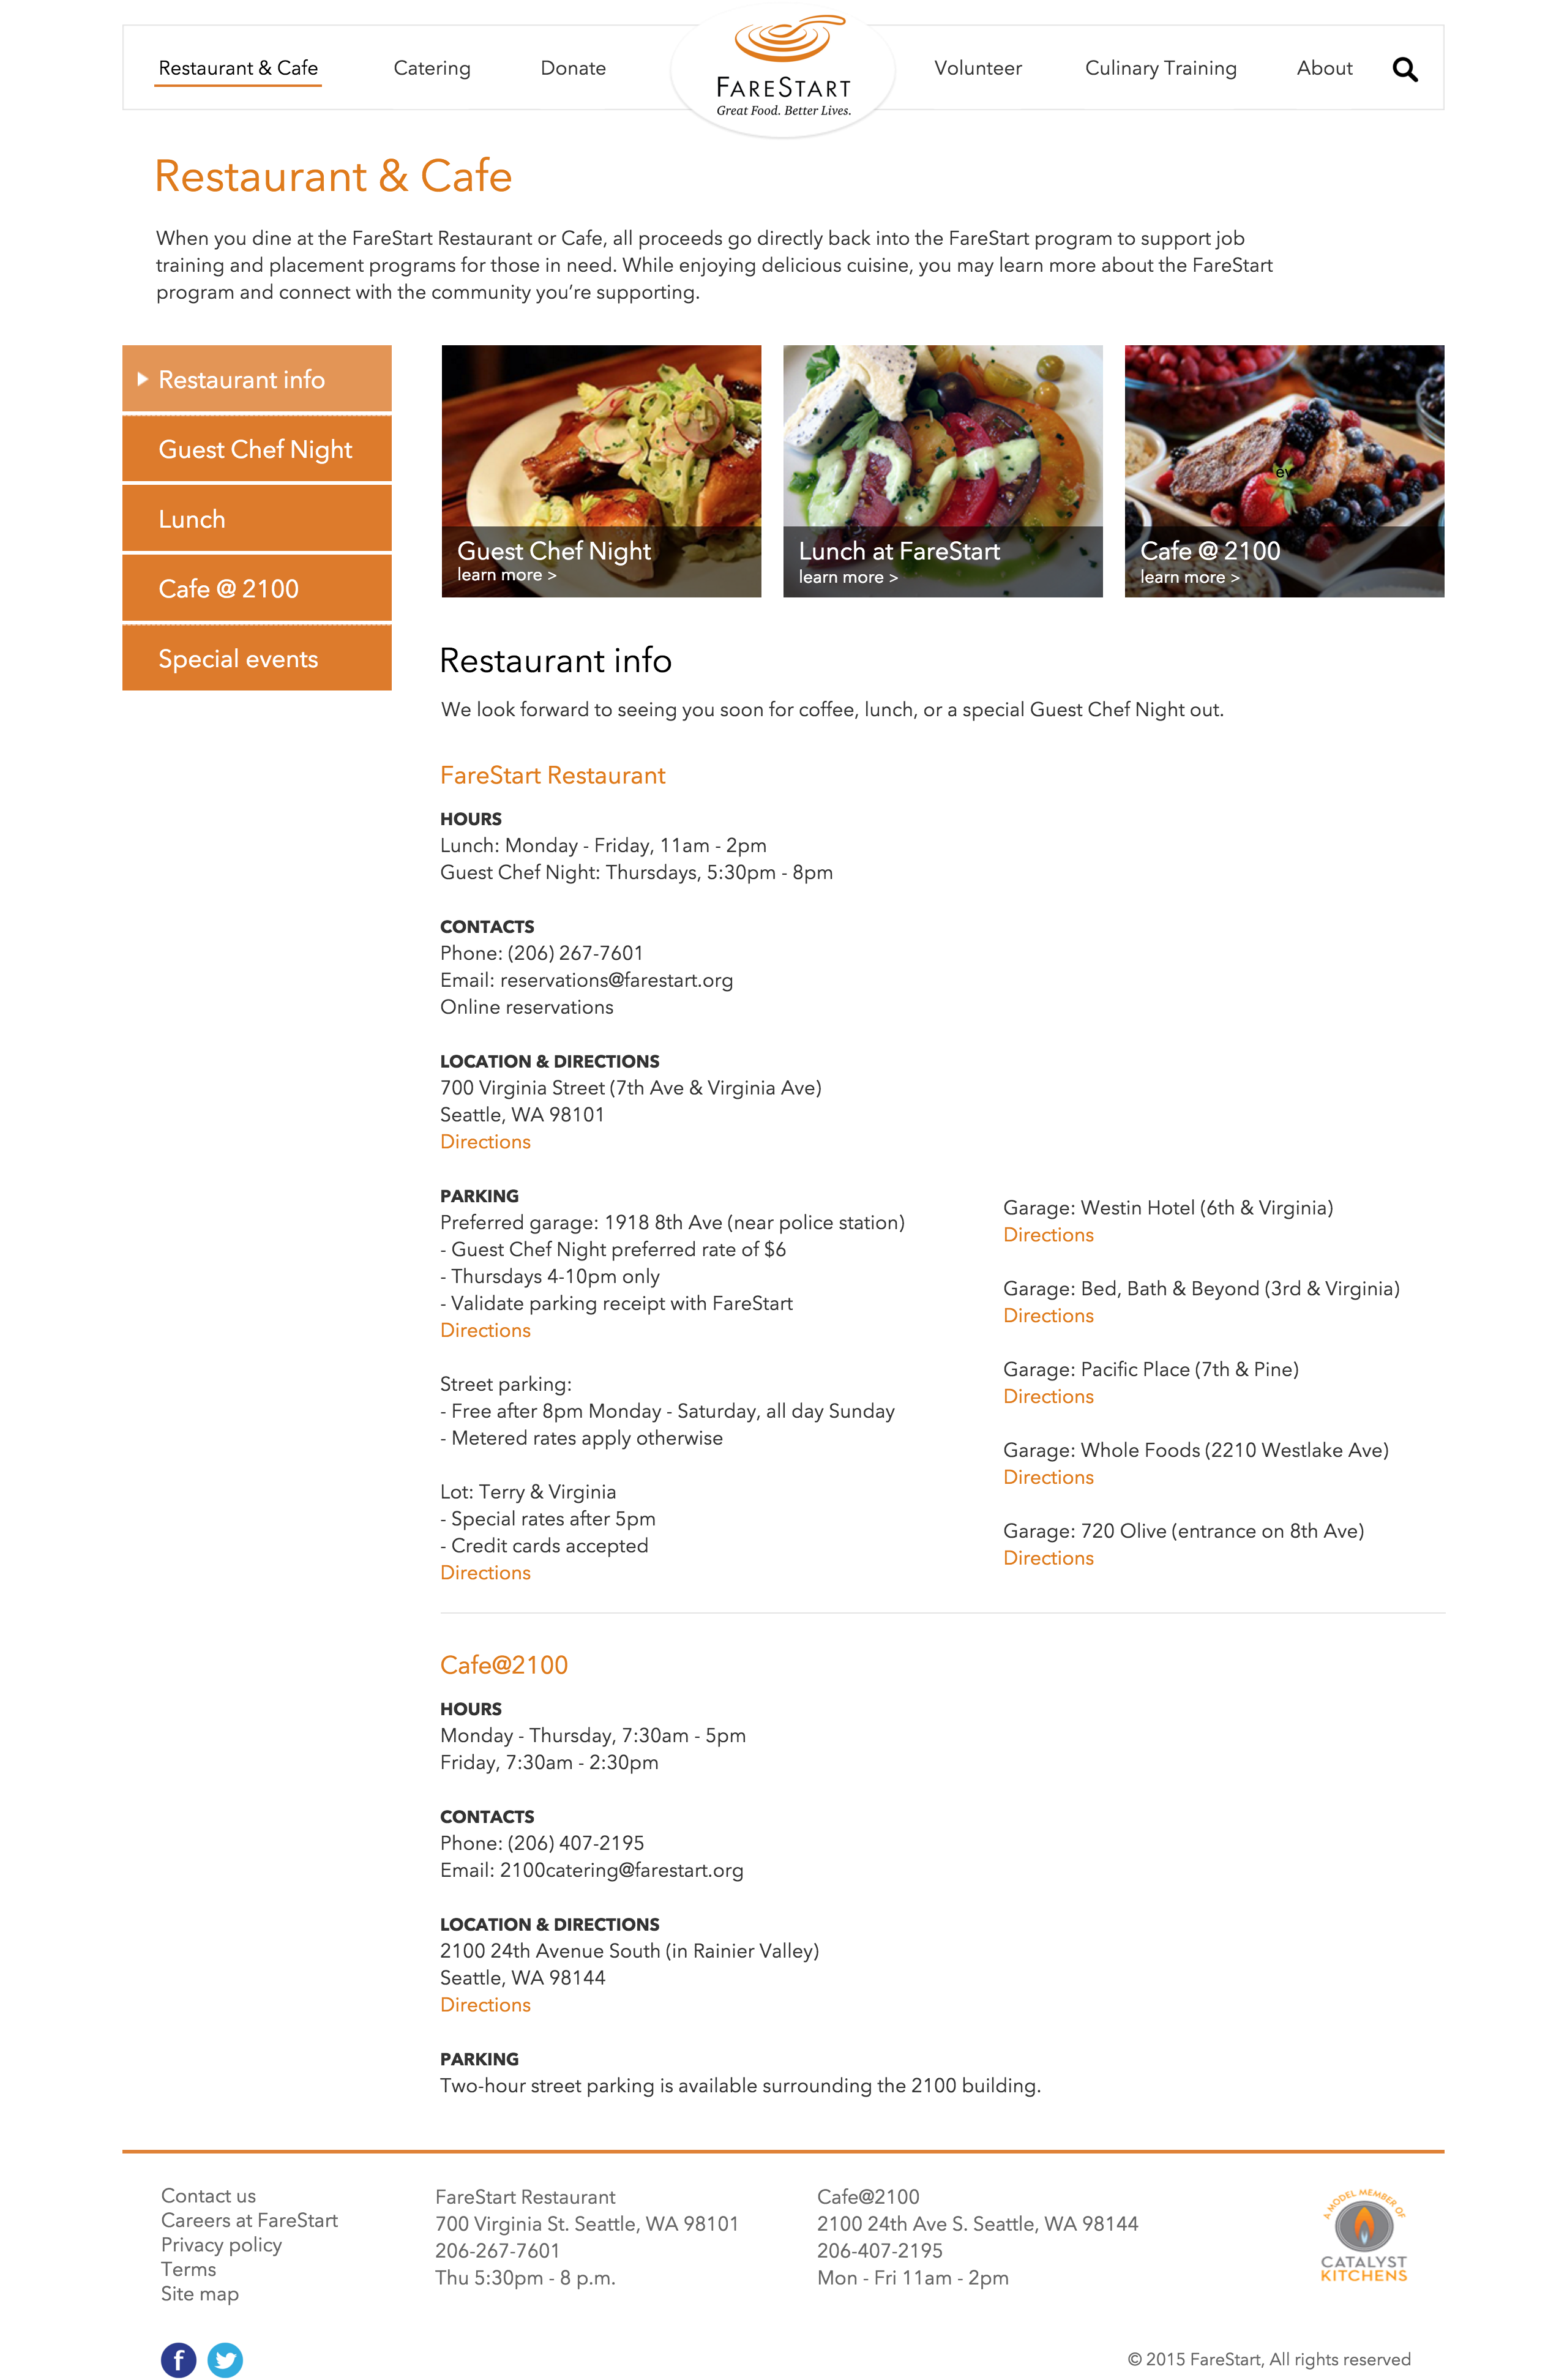 Restaurant & Cafe
Catering
Donate
FARESTART
Great Food. Better Lives.
Volunteer
Culinary Training
About
Restaurant & Cafe
When you dine at the FareStart Restaurant or Cafe, all proceeds go directly back into the FareStart program to support job
training and placement programs for those in need. While enjoying delicious cuisine, you may learn more about the FareStart
program and connect with the community you’re supporting.
Restaurant info
Guest Chef Night
Lunch
Cafe @ 2100
Special events
Guest Chef Night
learn more >
Lunch at FareStart
learn more >
Cafe @ 2100
learn more >
Restaurant info
We look forward to seeing you soon for coffee, lunch, or a special Guest Chef Night out.
FareStart Restaurant
HOURS
Lunch: Monday - Friday, 11am - 2pm
Guest Chef Night: Thursdays, 5:30pm - 8pm
CONTACTS
Phone: (206) 267-7601
Email: reservations@farestart.org
Online reservations
LOCATION & DIRECTIONS
700 Virginia Street (7th Ave & Virginia Ave)
Seattle, WA 98101
Directions
PARKING
Preferred garage: 1918 8th Ave (near police station)
- Guest Chef Night preferred rate of $6
- Thursdays 4-10pm only
- Validate parking receipt with FareStart
Directions
Street parking:
- Free after 8pm Monday - Saturday, all day Sunday
- Metered rates apply otherwise
Lot: Terry & Virginia
- Special rates after 5pm
- Credit cards accepted
Directions
Garage: Westin Hotel (6th & Virginia)
Directions
Garage: Bed, Bath & Beyond (3rd & Virginia)
Directions
Garage: Pacific Place (7th & Pine)
Directions
Garage: Whole Foods (2210 Westlake Ave)
Directions
Garage: 720 Olive (entrance on 8th Ave)
Directions
Cafe@2100
HOURS
Monday - Thursday, 7:30am - 5pm
Friday, 7:30am - 2:30pm
CONTACTS
Phone: (206) 407-2195
Email: 2100catering@farestart.org
LOCATION & DIRECTIONS
2100 24th Avenue South (in Rainier Valley)
Seattle, WA 98144
Directions
PARKING
Two-hour street parking is available surrounding the 2100 building.
Contact us
Careers at FareStart
Privacy policy
Terms
Site map
FareStart Restaurant
700 Virginia St. Seattle, WA 98101
206-267-7601
Thu 5:30pm - 8 p.m.
Cafe@2100
2100 24th Ave S. Seattle, WA 98144
206-407-2195
Mon - Fri 11am - 2pm
A MODEL MEMBER OF
CATALYST
KITCHENS
© 2015 FareStart, All rights reserved